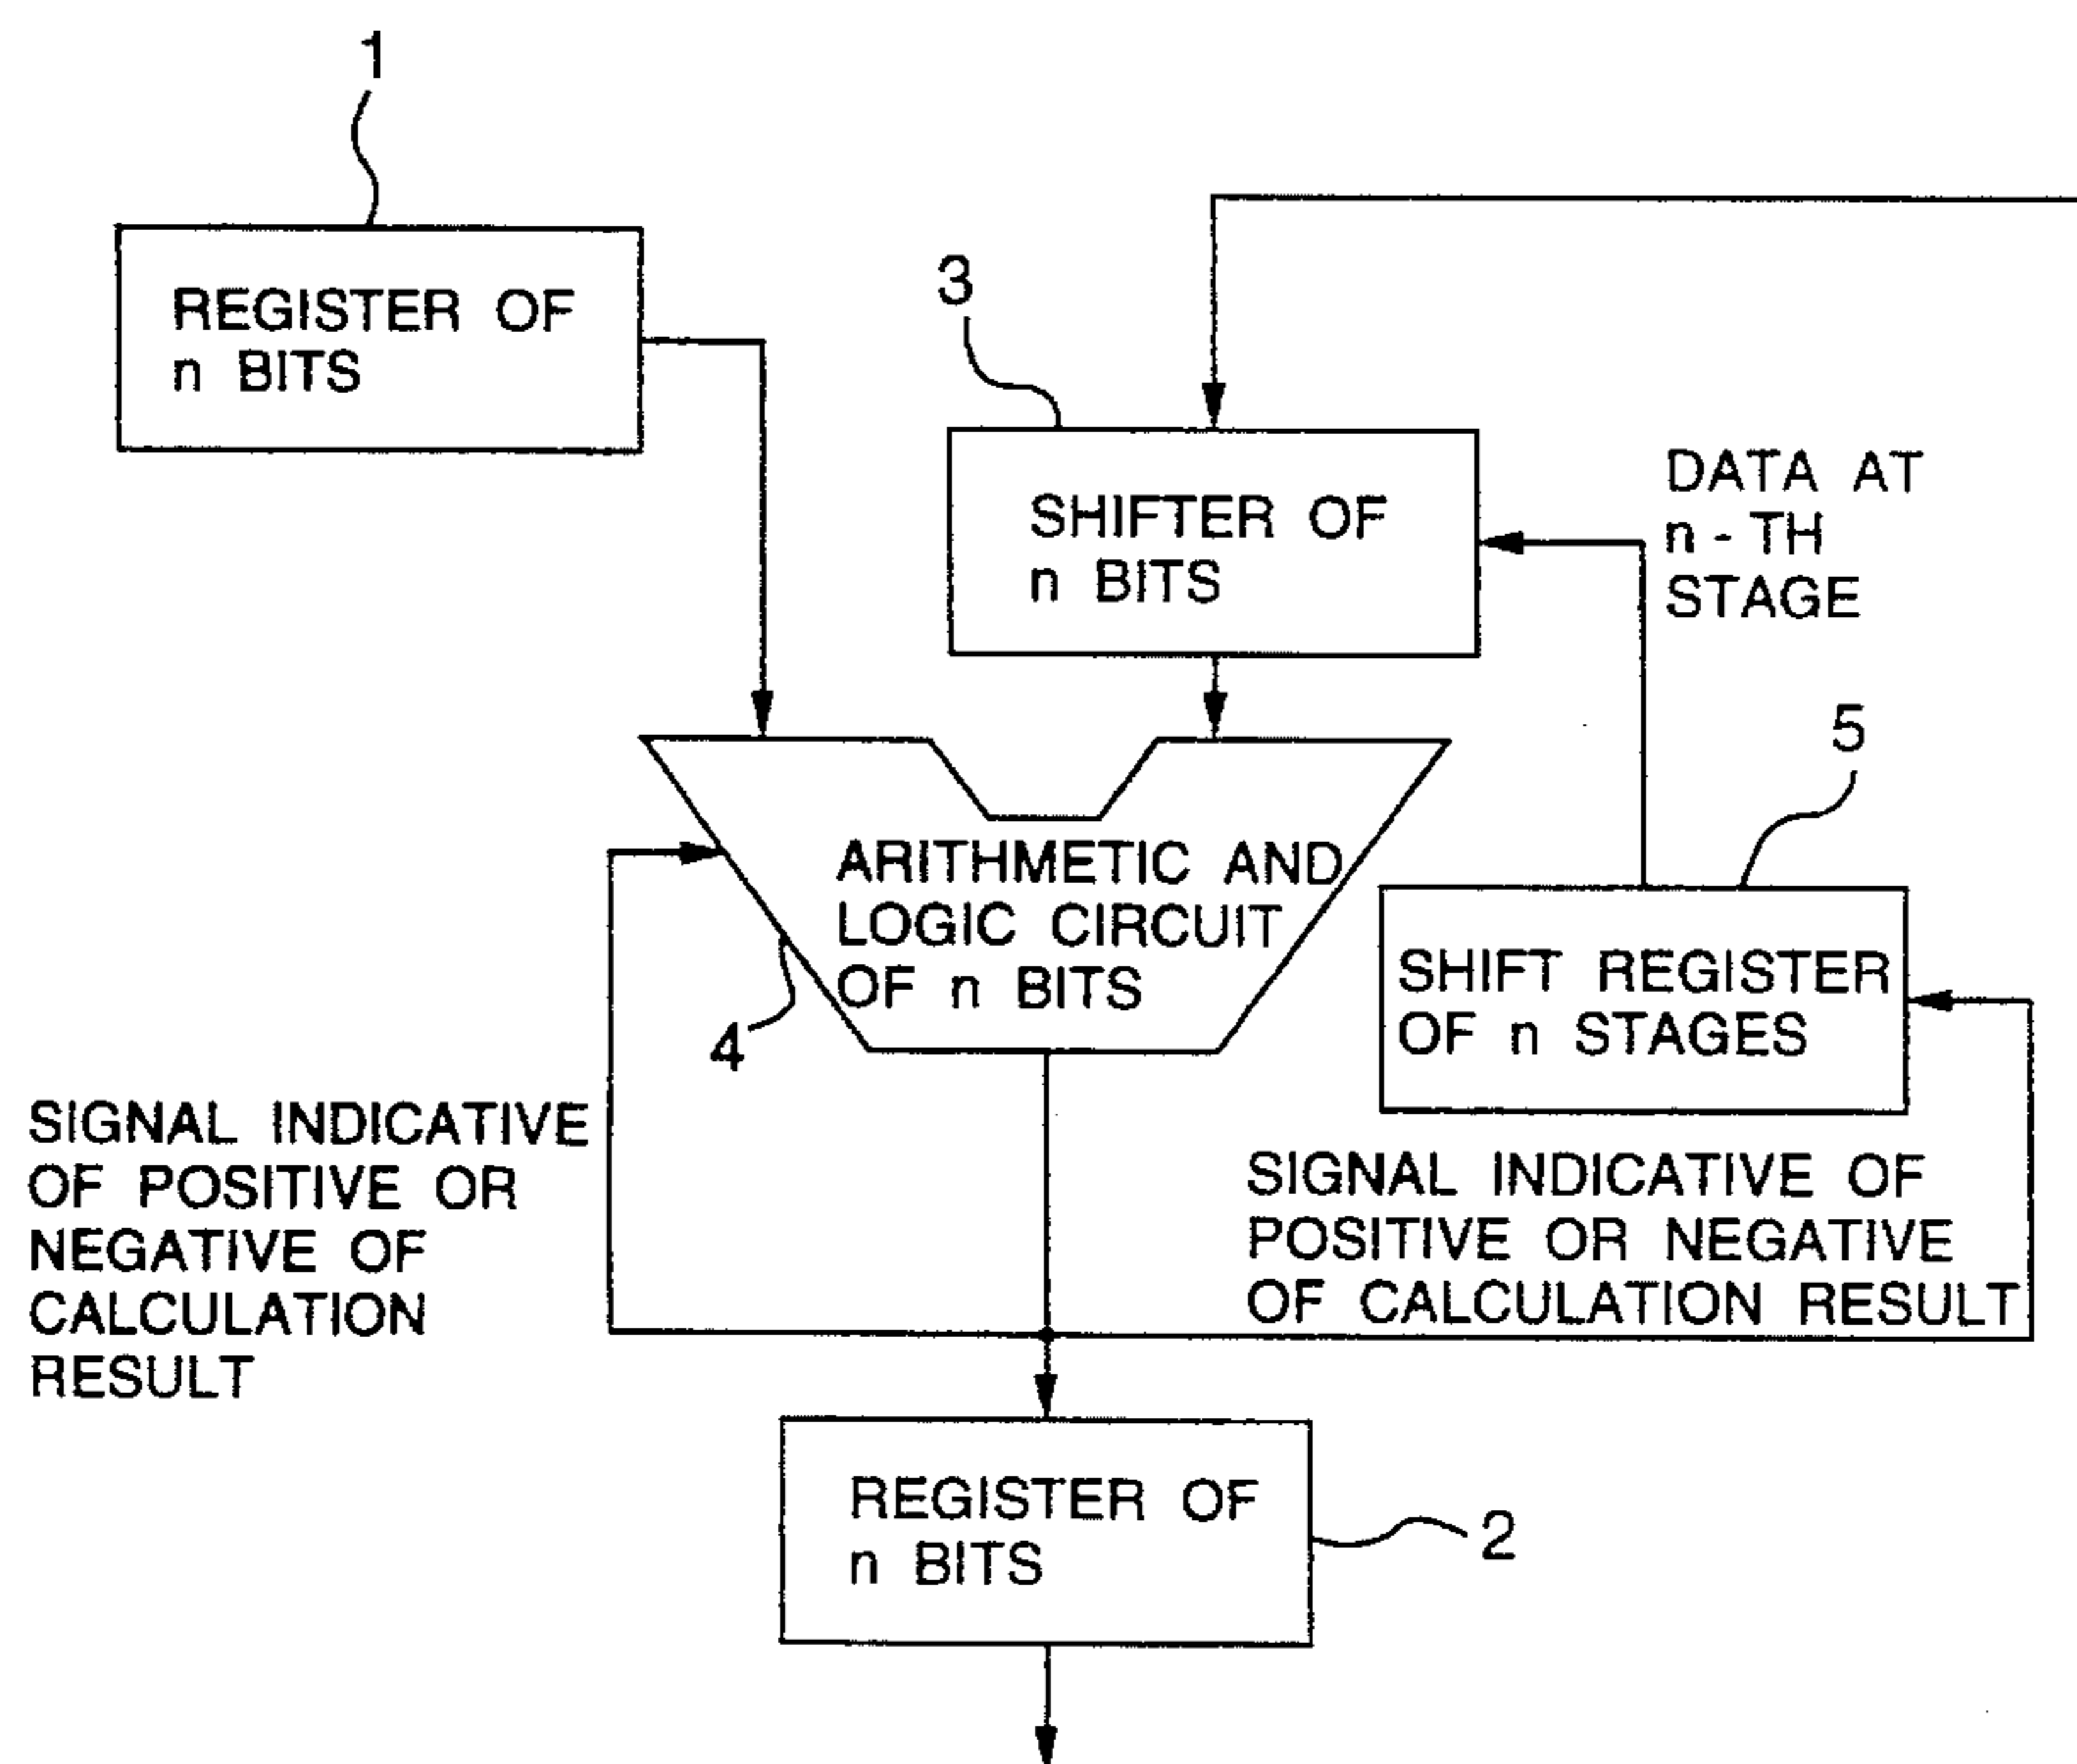 1
REGISTER OF
n BITS
3
SHIFTER OF
n BITS
DATA AT
n - TH
STAGE
5
ARITHMETIC AND
LOGIC CIRCUIT
OF n BITS
4
SHIFT REGISTER
OF n STAGES
SIGNAL INDICATIVE
OF POSITIVE OR
NEGATIVE OF
CALCULATION
RESULT
SIGNAL INDICATIVE OF
POSITIVE OR NEGATIVE
OF CALCULATION RESULT
REGISTER OF
n BITS
2